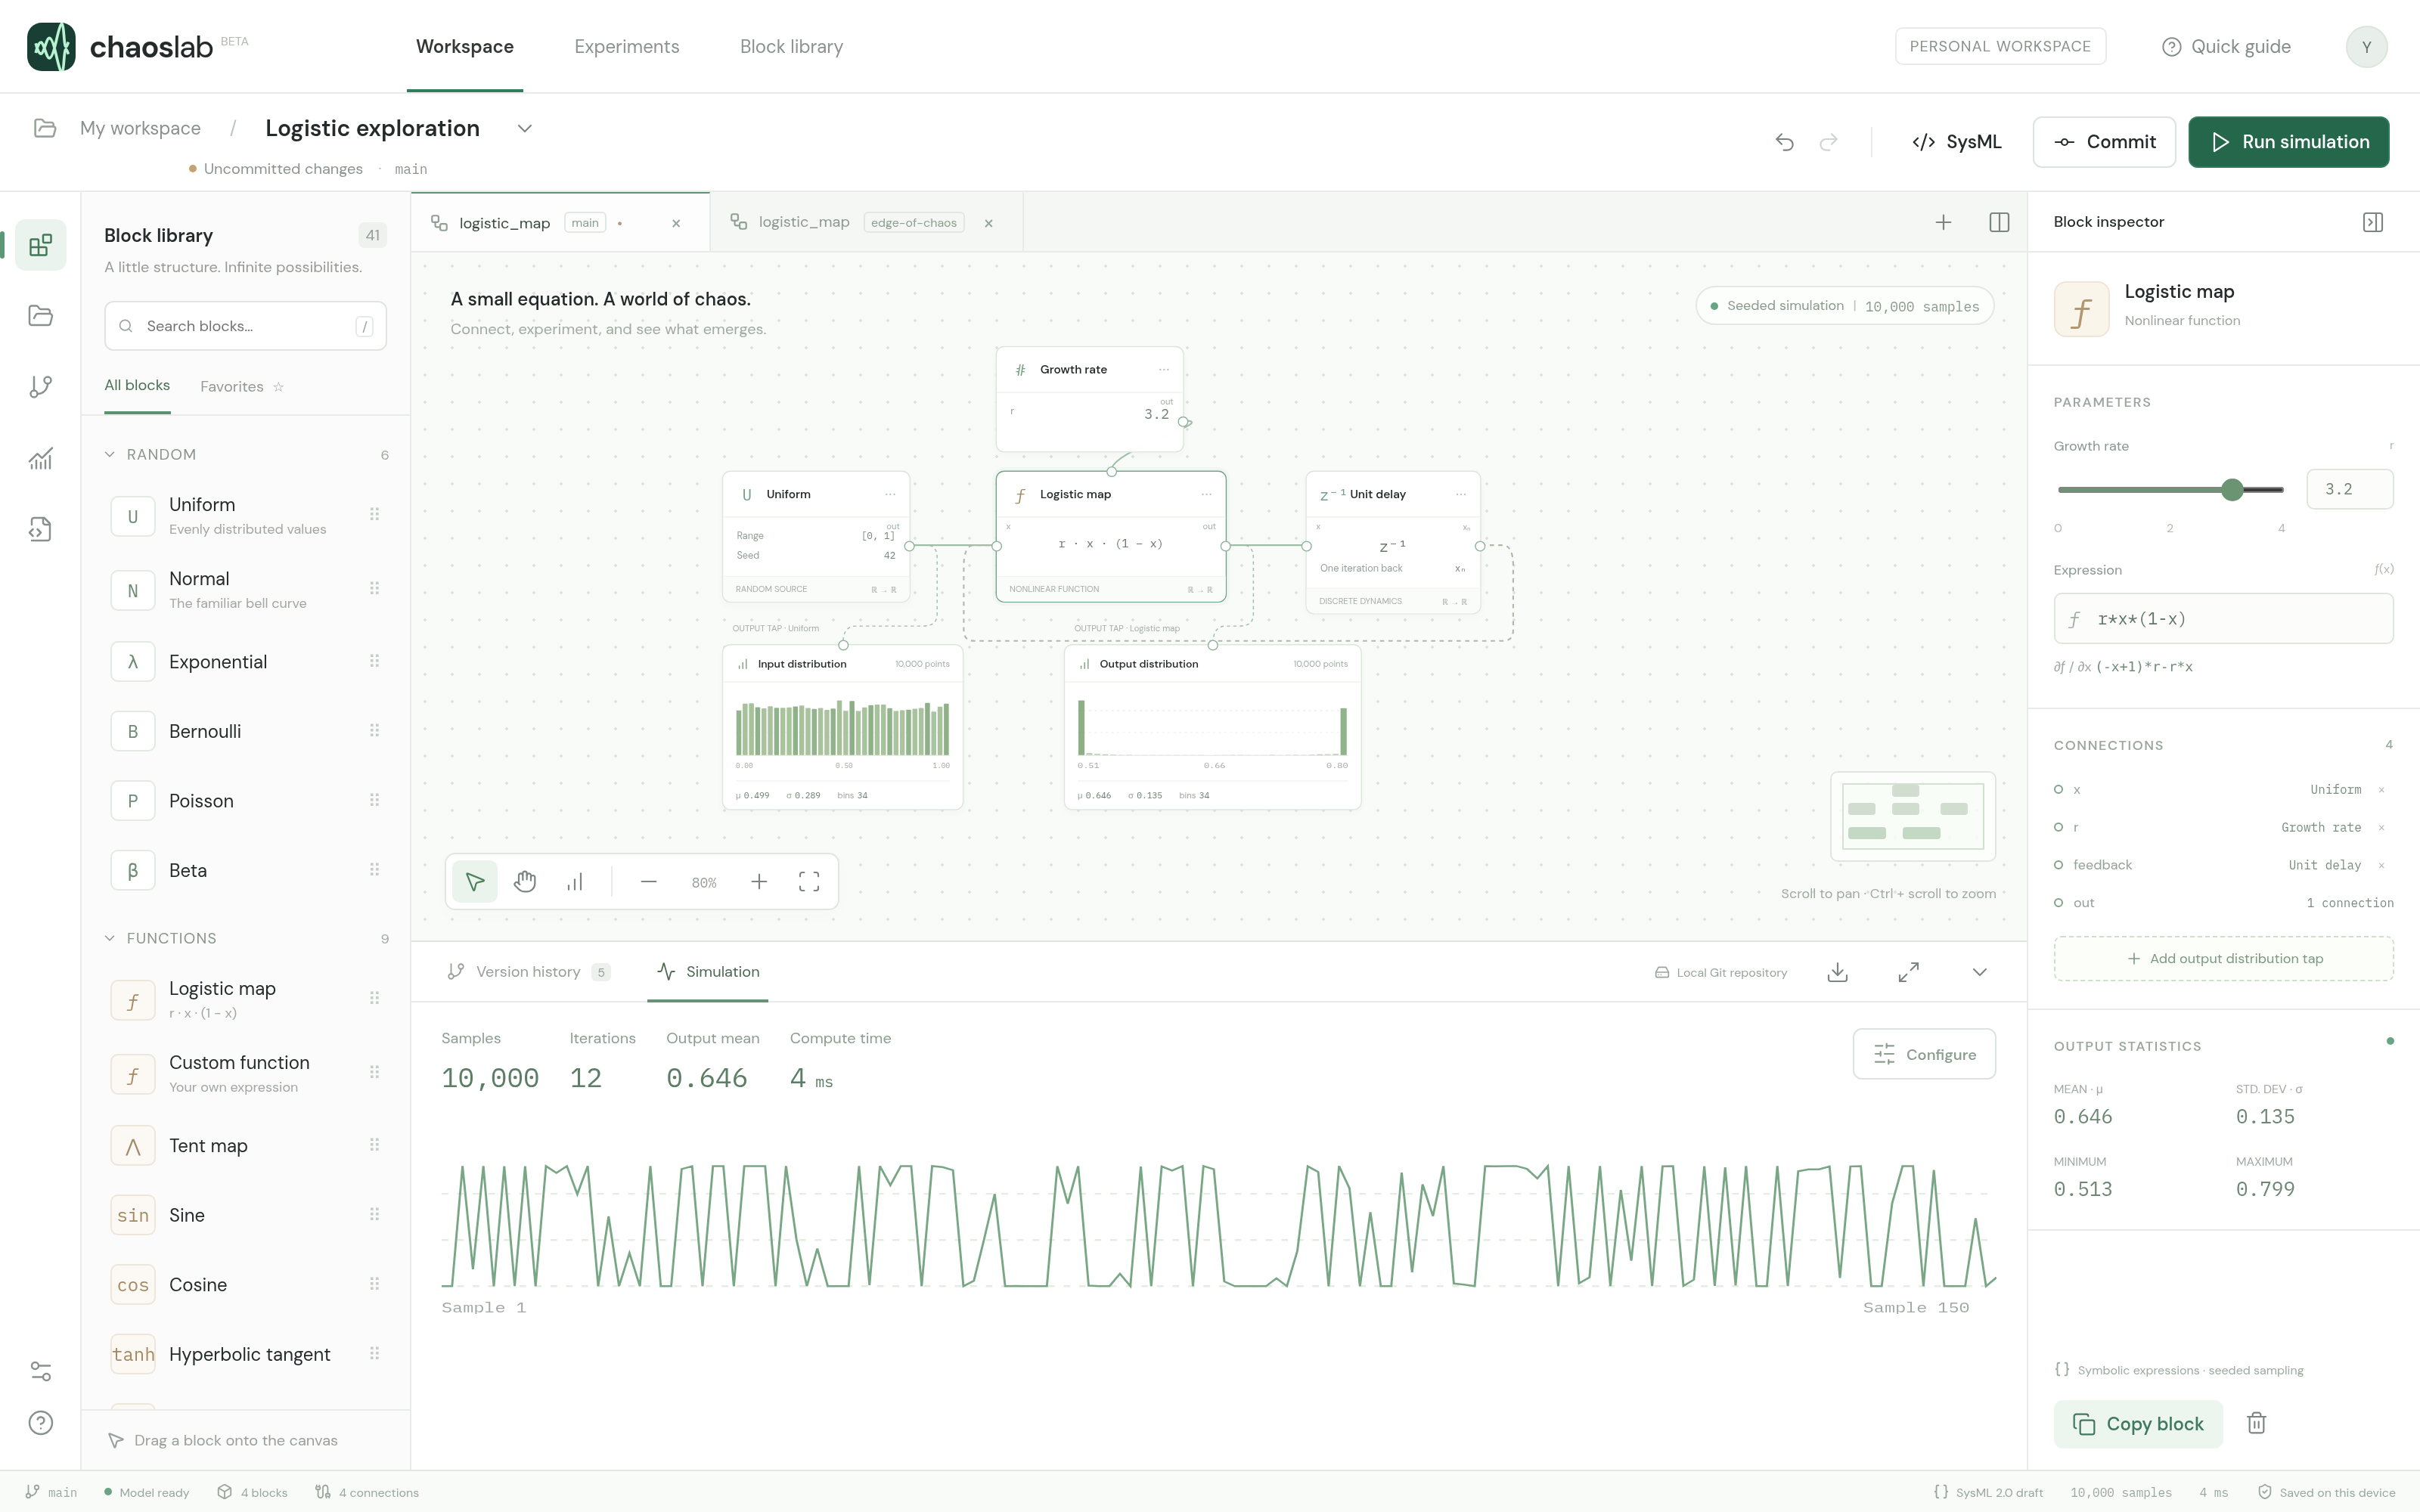 chaoslab BETA
Workspace
Experiments
Block library
PERSONAL WORKSPACE
Quick guide
Y
My workspace / Logistic exploration
Uncommitted changes · main
SysML
Commit
Run simulation
Block library 41
A little structure. Infinite possibilities.
Search blocks... /
All blocks
Favorites ☆
RANDOM 6
U Uniform
Evenly distributed values
N Normal
The familiar bell curve
λ Exponential
B Bernoulli
P Poisson
β Beta
FUNCTIONS 9
ƒ Logistic map
r · x · (1 − x)
ƒ Custom function
Your own expression
⋀ Tent map
sin Sine
cos Cosine
tanh Hyperbolic tangent
Drag a block onto the canvas
logistic_map main • ×
logistic_map edge-of-chaos ×
A small equation. A world of chaos.
Connect, experiment, and see what emerges.
Seeded simulation | 10,000 samples
# Growth rate ···
out
r 3.2
U Uniform ···
out
Range [0, 1]
Seed 42
RANDOM SOURCE ℝ → ℝ
ƒ Logistic map ···
x out
r · x · (1 − x)
NONLINEAR FUNCTION ℝ → ℝ
z⁻¹ Unit delay ···
x xₙ
z⁻¹
One iteration back xₙ
DISCRETE DYNAMICS ℝ → ℝ
OUTPUT TAP · Uniform
OUTPUT TAP · Logistic map
Input distribution 10,000 points
0.00 0.50 1.00
μ 0.499 σ 0.289 bins 34
Output distribution 10,000 points
0.51 0.66 0.80
μ 0.646 σ 0.135 bins 34
80%
Scroll to pan · Ctrl + scroll to zoom
Version history 5
Simulation
Local Git repository
Samples
10,000
Iterations
12
Output mean
0.646
Compute time
4 ms
Configure
Sample 1
Sample 150
Block inspector
ƒ Logistic map
Nonlinear function
PARAMETERS
Growth rate r
3.2
0 2 4
Expression ƒ(x)
ƒ r*x*(1-x)
∂f / ∂x (-x+1)*r-r*x
CONNECTIONS 4
x Uniform ×
r Growth rate ×
feedback Unit delay ×
out 1 connection
+ Add output distribution tap
OUTPUT STATISTICS
MEAN · μ
0.646
STD. DEV · σ
0.135
MINIMUM
0.513
MAXIMUM
0.799
{} Symbolic expressions · seeded sampling
Copy block
main
Model ready
4 blocks
4 connections
{} SysML 2.0 draft
10,000 samples
4 ms
Saved on this device